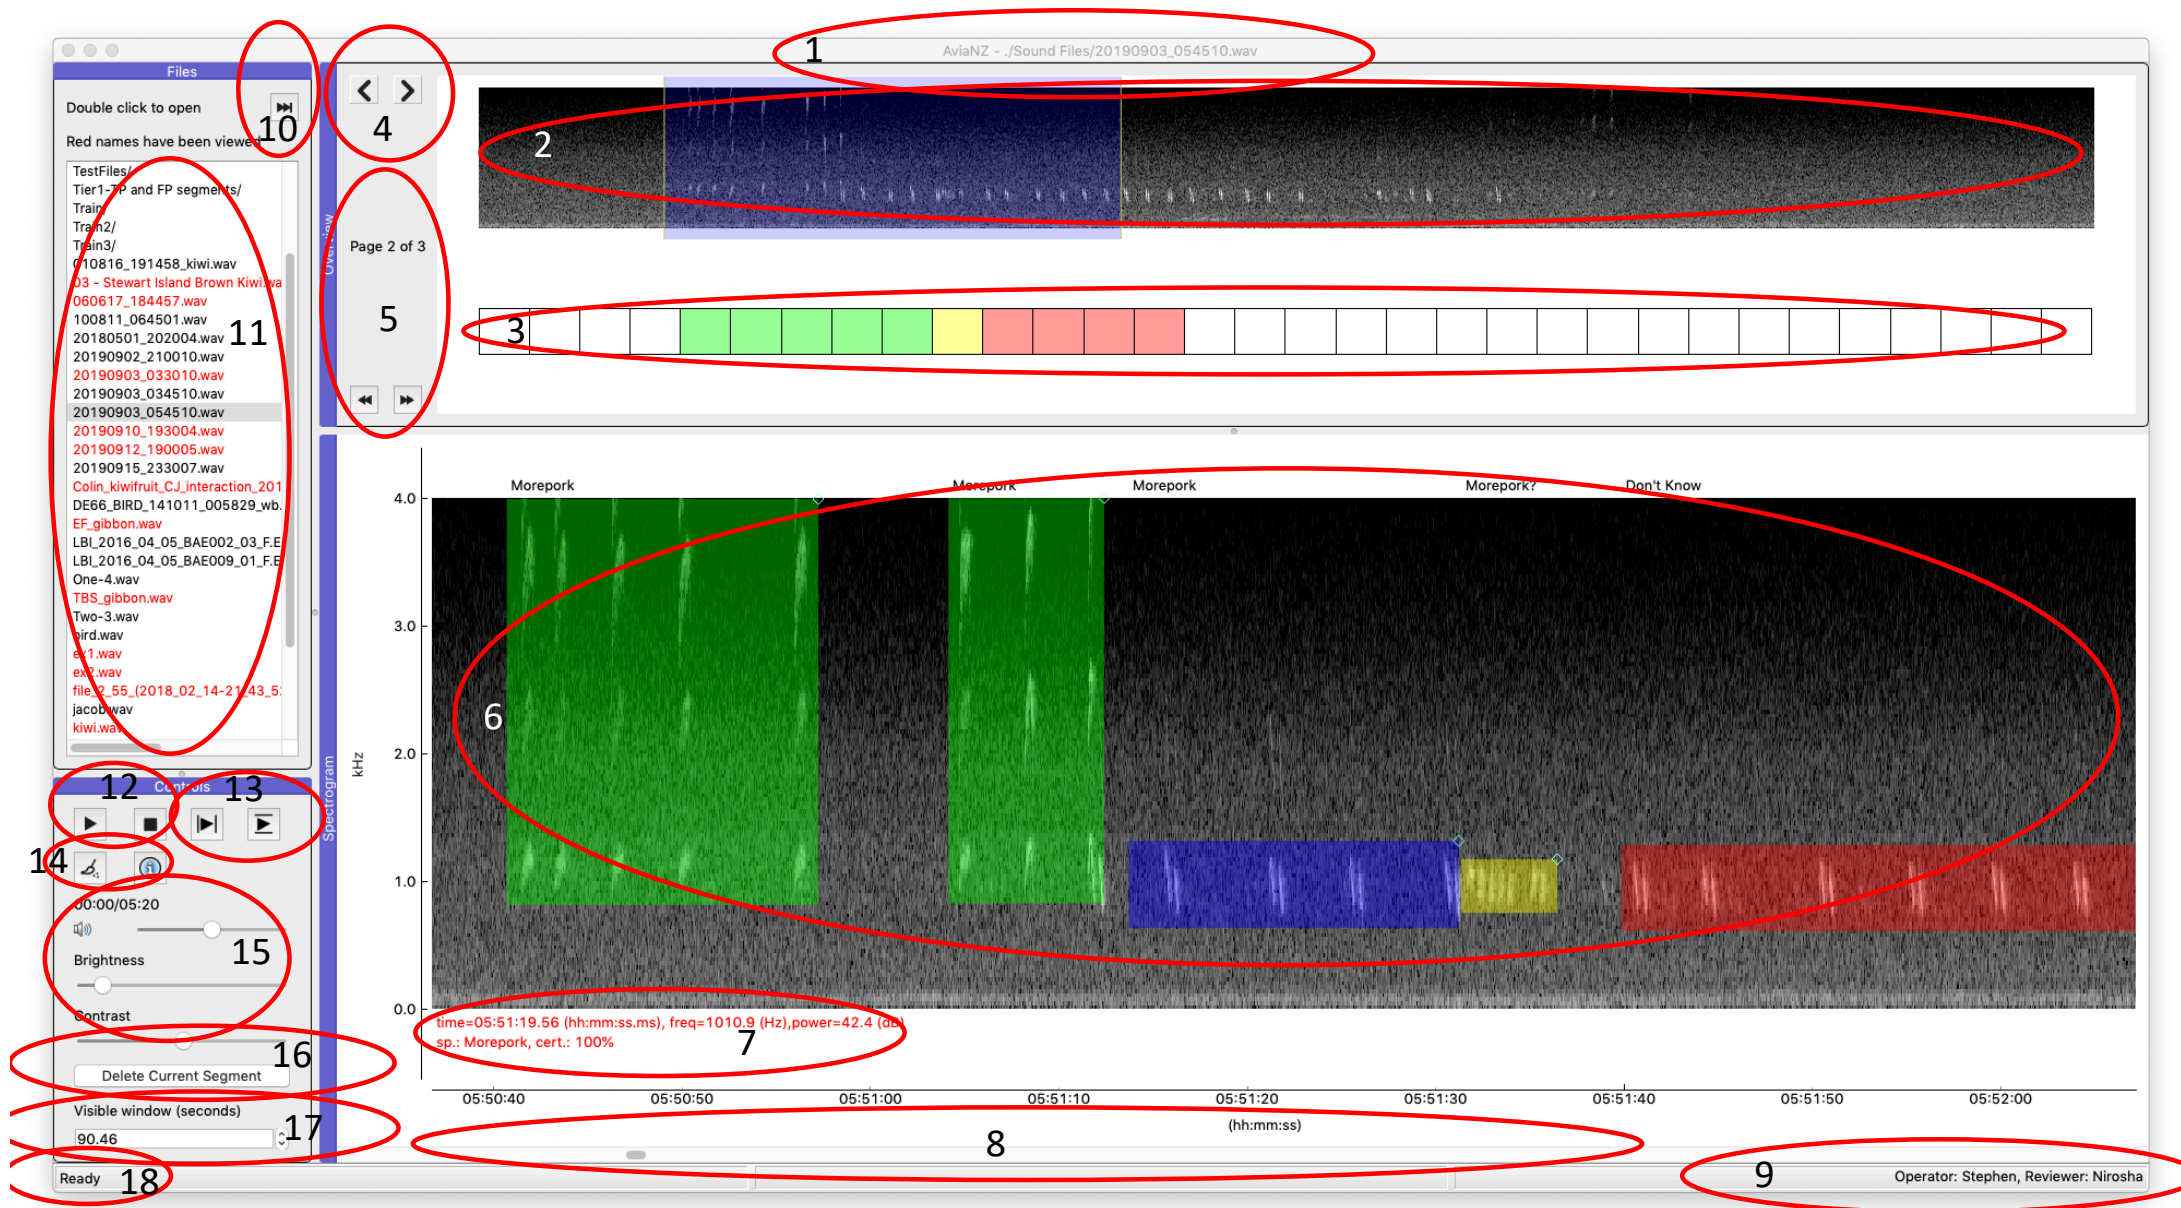 1
AviaNZ - ./Sound Files/20190903_054510.wav
Files
Double click to open
10
Red names have been viewed
TestFiles/
Tier1-TP and FP segments/
Train/
Train2/
Train3/
010816_191458_kiwi.wav
03 - Stewart Island Brown Kiwi.wa
060617_184457.wav
100811_064501.wav
11
20180501_202004.wav
20190902_210010.wav
20190903_033010.wav
20190903_034510.wav
20190903_054510.wav
20190910_193004.wav
20190912_190005.wav
20190915_233007.wav
Colin_kiwifruit_CJ_interaction_201
DE66_BIRD_141011_005829_wb.
EF_gibbon.wav
LBI_2016_04_05_BAE002_03_F.E
LBI_2016_04_05_BAE009_01_F.E
One-4.wav
TBS_gibbon.wav
Two-3.wav
bird.wav
ex1.wav
ex2.wav
file_2_55_(2018_02_14-21_43_5
jacob.wav
kiwi.wav
4
2
Overview
Page 2 of 3
5
3
Controls
12
13
14
00:00/05:20
15
Brightness
Contrast
16
Delete Current Segment
Visible window (seconds)
17
90.46
Ready
18
Spectrogram
Morepork
Morepork
Morepork
Morepork?
Don't Know
4.0
3.0
6
2.0
kHz
1.0
0.0
time=05:51:19.56 (hh:mm:ss.ms), freq=1010.9 (Hz),power=42.4 (dB)
sp.: Morepork, cert.: 100%
7
05:50:40 05:50:50 05:51:00 05:51:10 05:51:20 05:51:30 05:51:40 05:51:50 05:52:00
(hh:mm:ss)
8
9
Operator: Stephen, Reviewer: Nirosha